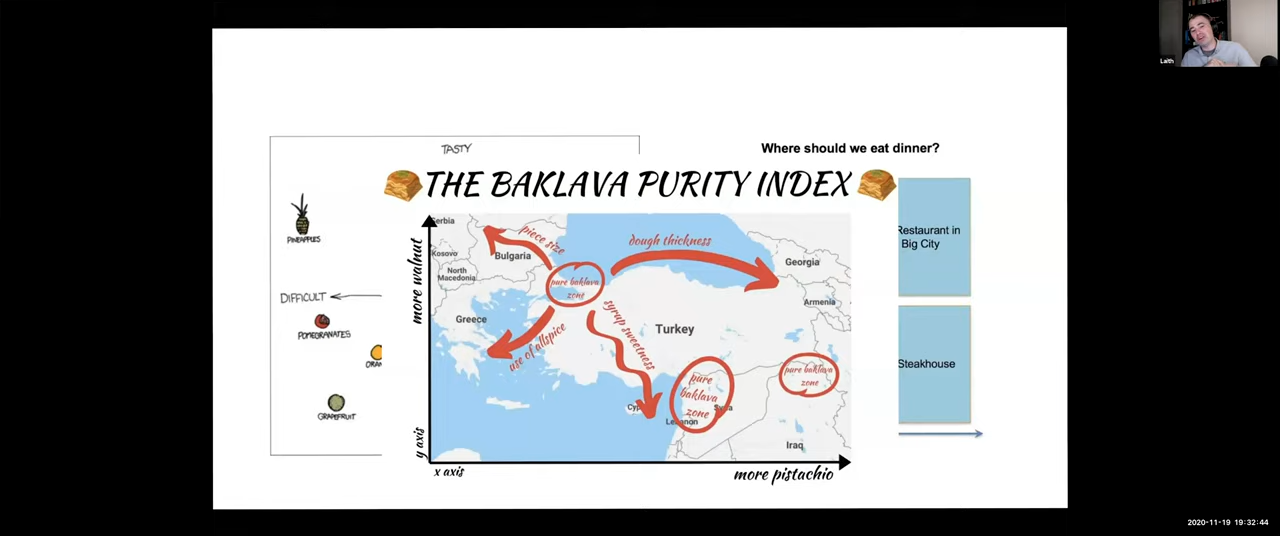 Laith
TASTY
Where should we eat dinner?
THE BAKLAVA PURITY INDEX
PINEAPPLES
DIFFICULT
POMEGRANATES
GRAPEFRUIT
more walnut
y axis
x axis
more pistachio
Kosovo
North
Macedonia
Bulgaria
Greece
Turkey
Georgia
Armenia
Iraq
piece size
dough thickness
pure baklava
zone
use of allspice
syrup sweetness
pure
baklava
zone
pure baklava
zone
Restaurant in
Big City
Steakhouse
2020-11-19 19:32:44